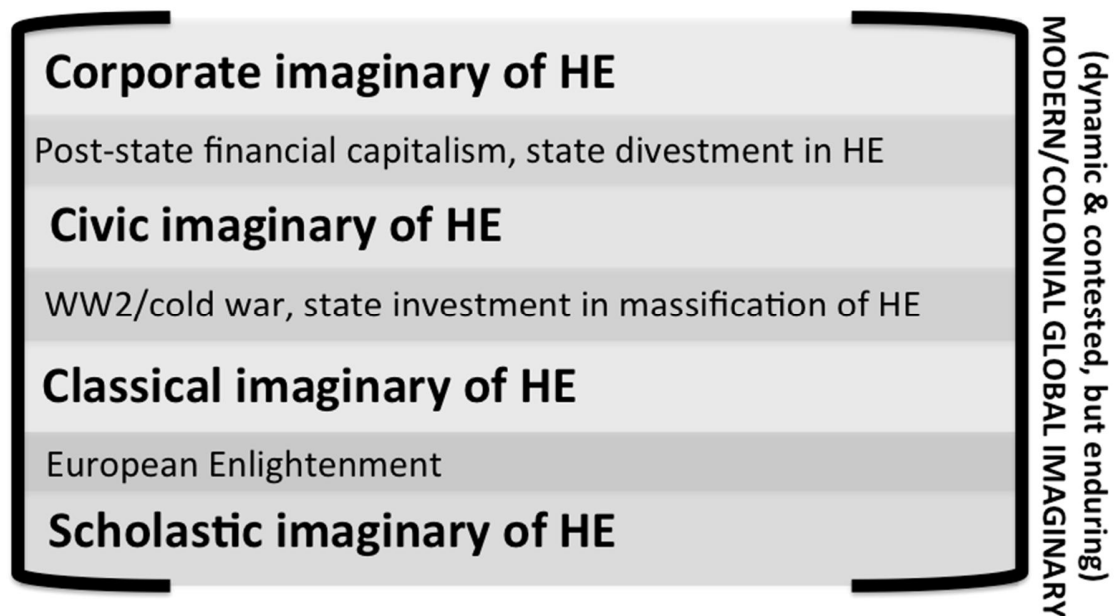 Corporate imaginary of HE
Post-state financial capitalism, state divestment in HE
Civic imaginary of HE
WW2/cold war, state investment in massification of HE
Classical imaginary of HE
European Enlightenment
Scholastic imaginary of HE
(dynamic & contested, but enduring)
MODERN/COLONIAL GLOBAL IMAGINARY